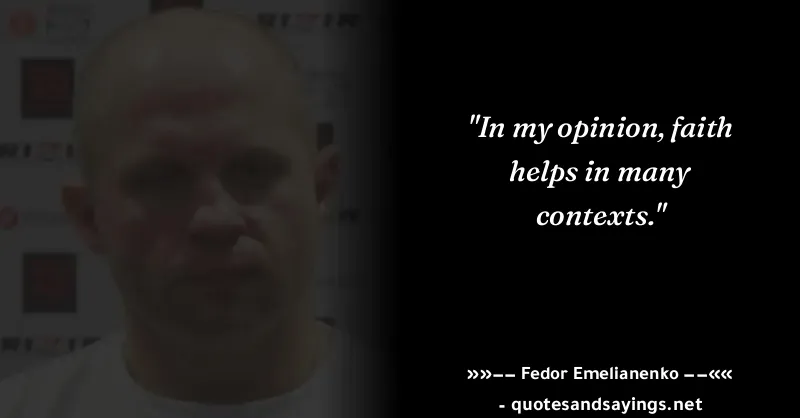 "In my opinion, faith
helps in many
contexts."
»»−− Fedor Emelianenko −−««
- quotesandsayings.net